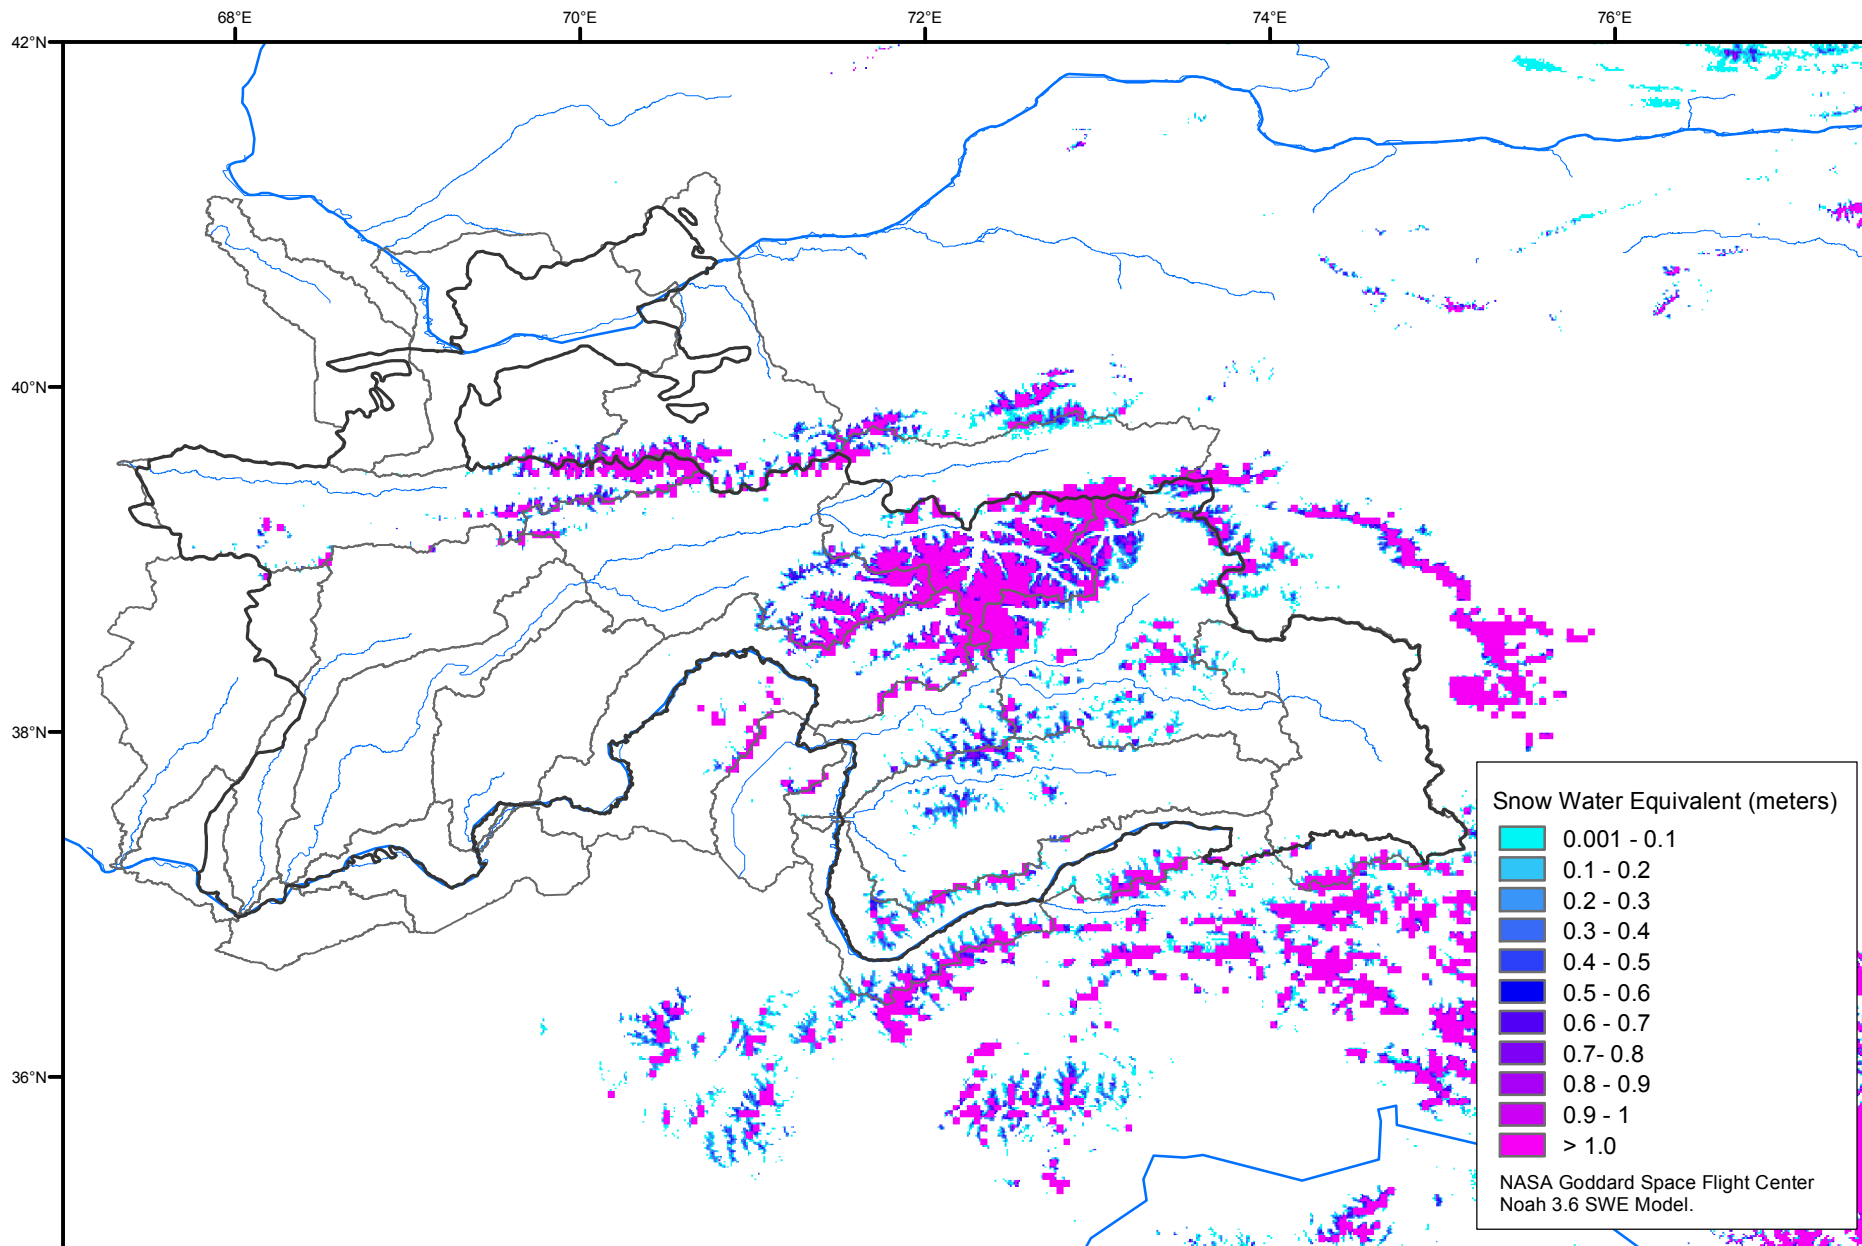 68°E 70°E 72°E 74°E 76°E
42°N
40°N
38°N
36°N
Snow Water Equivalent (meters)
0.001 - 0.1
0.1 - 0.2
0.2 - 0.3
0.3 - 0.4
0.4 - 0.5
0.5 - 0.6
0.6 - 0.7
0.7- 0.8
0.8 - 0.9
0.9 - 1
> 1.0
NASA Goddard Space Flight Center
Noah 3.6 SWE Model.